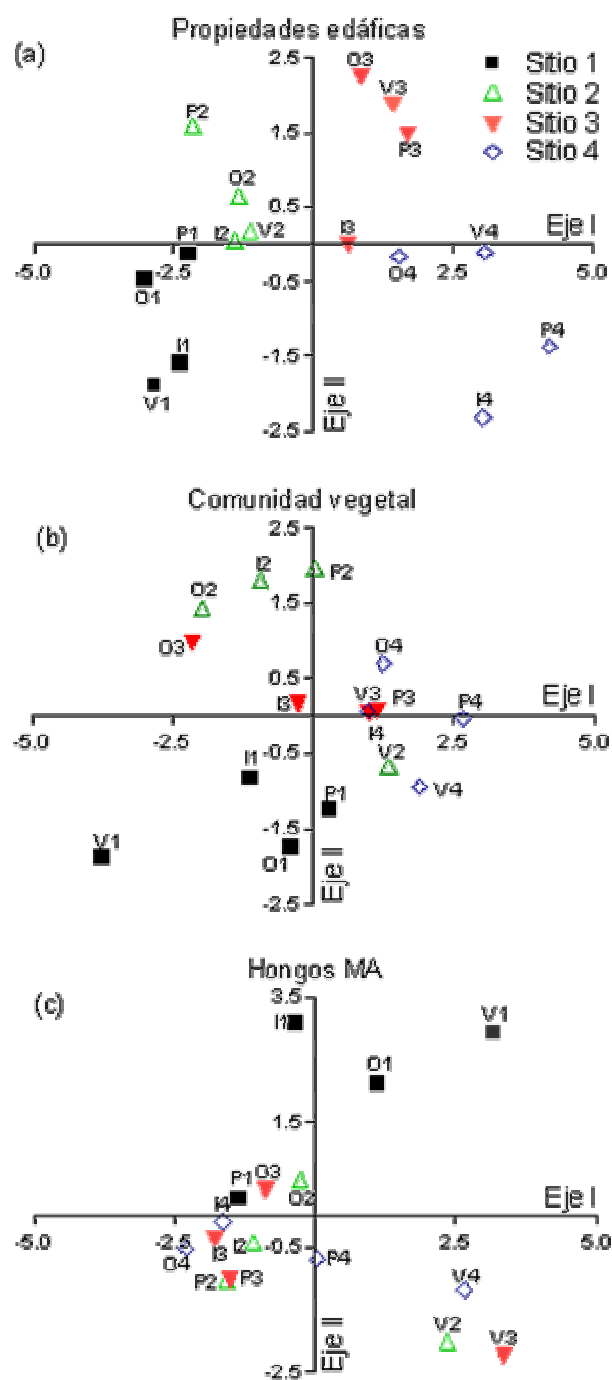 Propiedades edáficas
(a)
2.5
O3
Sitio 1
V3
Sitio 2
P2
1.5
P3
Sitio 3
Sitio 4
O2
0.5
P1
I2
V2
I3
V4
Eje I
-5.0
-2.5
2.5
5.0
O1
-0.5
O4
I1
P4
-1.5
V1
Eje II
I4
-2.5
Comunidad vegetal
(b)
2.5
I2
P2
O2
1.5
O3
O4
0.5
I3
V3
P3
P4
Eje I
-5.0
-2.5
I4
2.5
5.0
I1
-0.5
V2
V4
P1
V1
O1
-1.5
Eje II
-2.5
Hongos MA
(c)
3.5
I1
V1
O1
1.5
P1
O3
O2
I4
Eje I
-5.0
-2.5
I3
I2
-0.5
2.5
5.0
O4
P4
P2
P3
V4
V2
V3
Eje II
-2.5